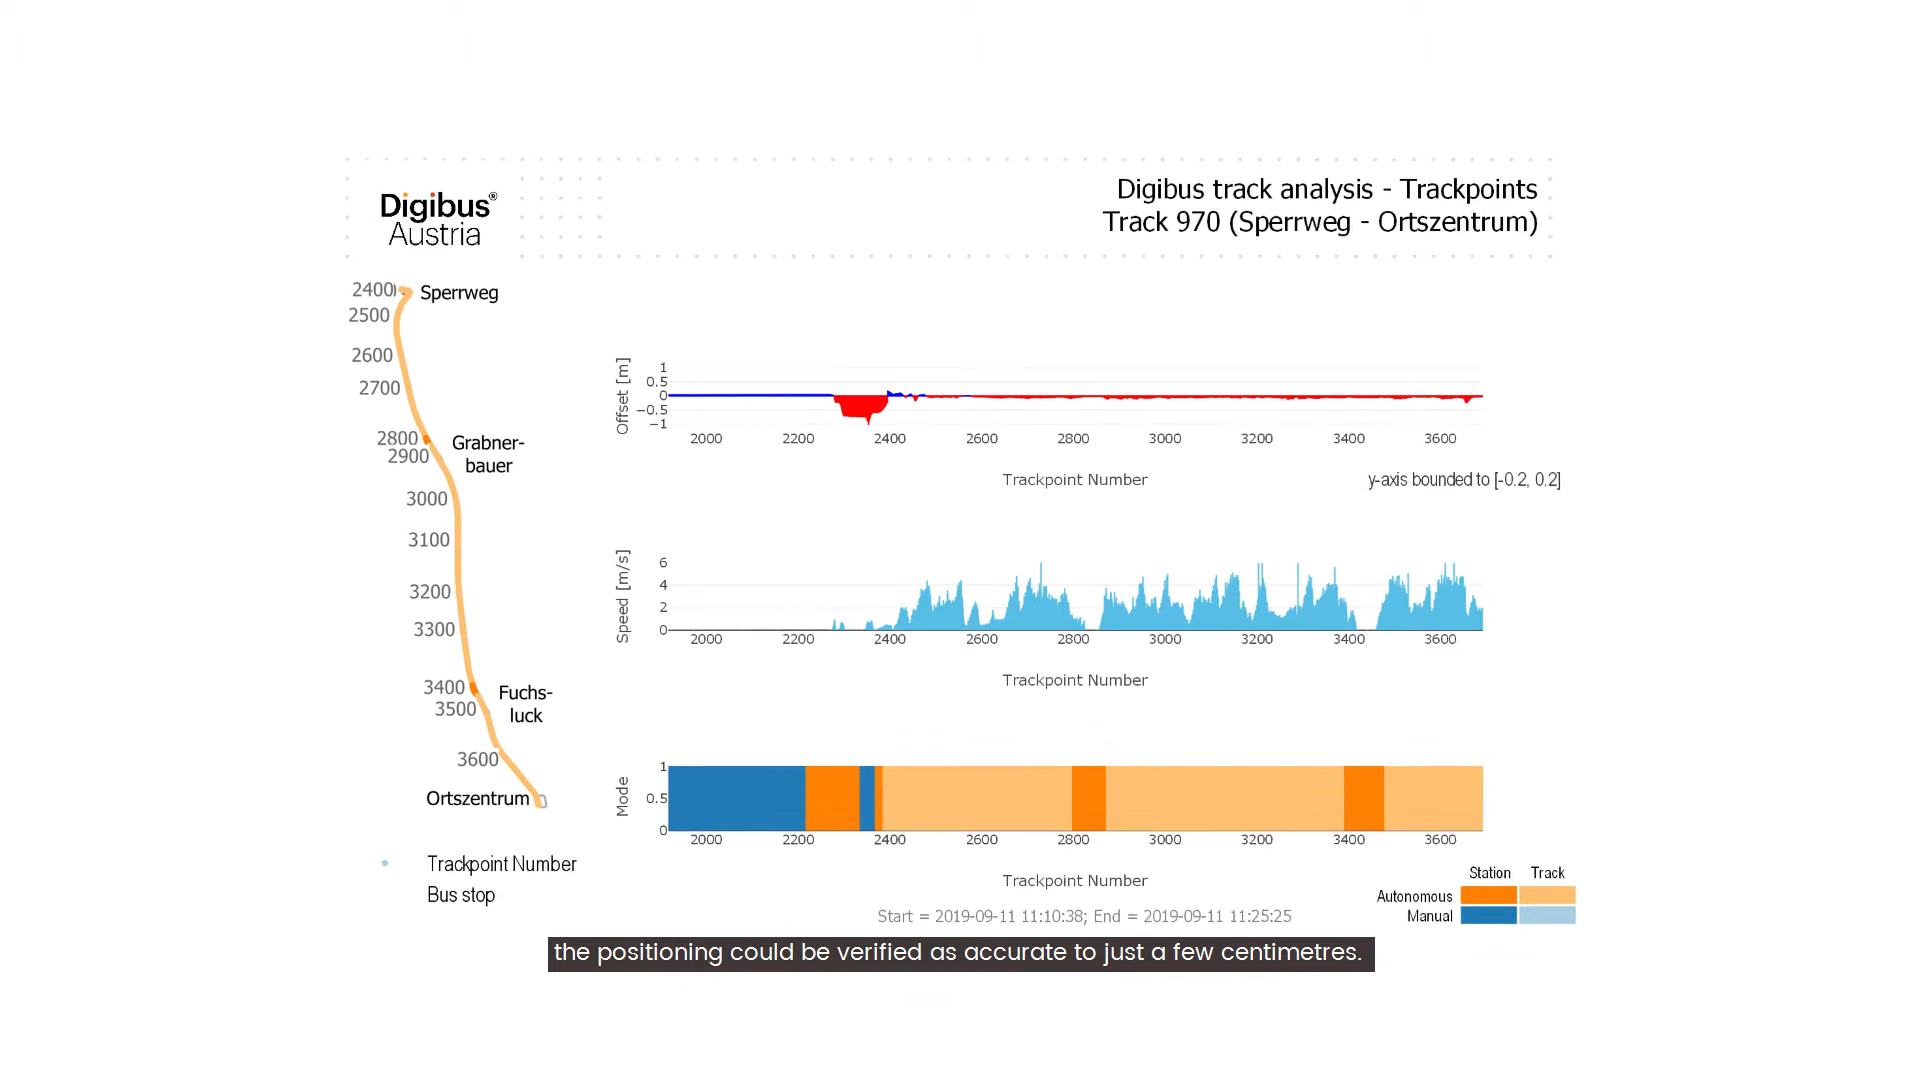 Digibus®
Austria
Digibus track analysis - Trackpoints
Track 970 (Sperrweg - Ortszentrum)
2400
Sperrweg
2500
2600
2700
2800
Grabner-
bauer
2900
3000
3100
3200
3300
3400
Fuchs-
luck
3500
3600
Ortszentrum
Trackpoint Number
Bus stop
Offset [m]
1
0.5
0
−0.5
−1
2000 2200 2400 2600 2800 3000 3200 3400 3600
Trackpoint Number
y-axis bounded to [-0.2, 0.2]
Speed [m/s]
6
4
2
0
2000 2200 2400 2600 2800 3000 3200 3400 3600
Trackpoint Number
Mode
1
0.5
0
2000 2200 2400 2600 2800 3000 3200 3400 3600
Trackpoint Number
Station Track
Autonomous
Manual
Start = 2019-09-11 11:10:38; End = 2019-09-11 11:25:25
the positioning could be verified as accurate to just a few centimetres.